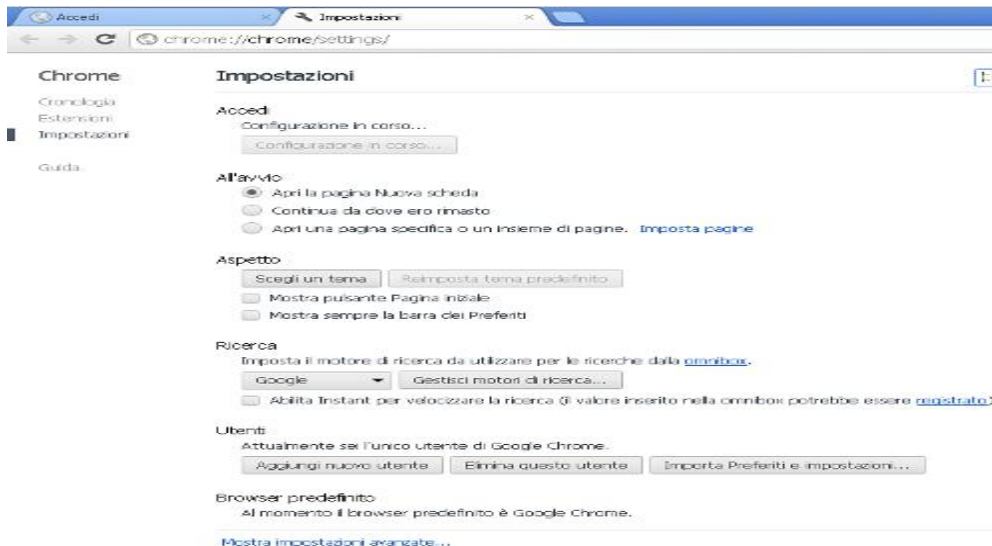 Accedi
Impostazioni
chrome://chrome/settings/
Chrome
Cronologia
Estensioni
Impostazioni
Guida
Impostazioni
Accedi
Configurazione in corso...
Configurazione in corso...
All'avvio
Apri la pagina Nuova scheda
Continua da dove ero rimasto
Apri una pagina specifica o un insieme di pagine. Imposta pagine
Aspetto
Scegli un tema Reimposta tema predefinito
Mostra pulsante Pagina iniziale
Mostra sempre la barra dei Preferiti
Ricerca
Imposta il motore di ricerca da utilizzare per le ricerche dalla omnibox.
Google Gestisci motori di ricerca...
Abilita Instant per velocizzare la ricerca (il valore inserito nella omnibox potrebbe essere registrato)
Utenti
Attualmente sei l'unico utente di Google Chrome.
Aggiungi nuovo utente Elimina questo utente Importa Preferiti e impostazioni...
Browser predefinito
Al momento il browser predefinito è Google Chrome.
Mostra impostazioni avanzate...